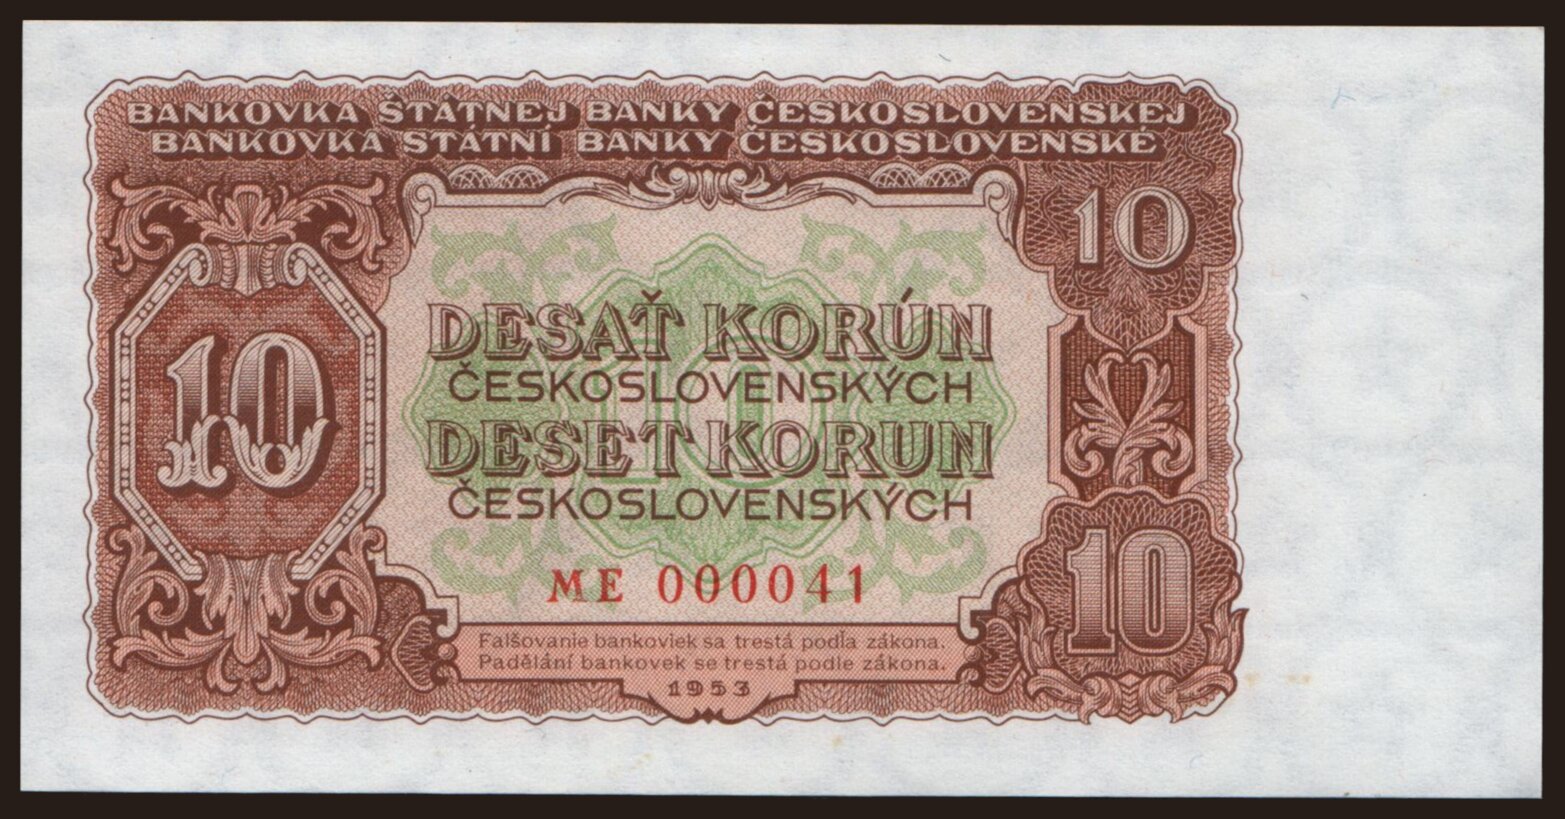 BANKOVKA ŠTÁTNEJ BANKY ČESKOSLOVENSKEJ
BANKOVKA STÁTNÍ BANKY ČESKOSLOVENSKÉ
10
10
10
DESAŤ KORÚN
ČESKOSLOVENSKÝCH
DESET KORUN
ČESKOSLOVENSKÝCH
10
ME 000041
Falšovanie bankoviek sa trestá podľa zákona.
Padělání bankovek se trestá podle zákona.
1953